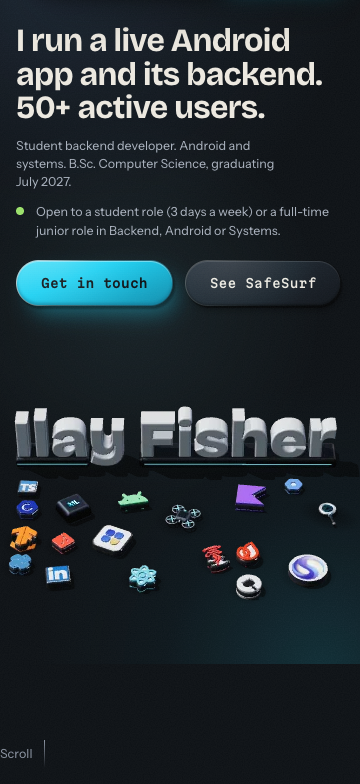 I run a live Android
app and its backend.
50+ active users.
Student backend developer. Android and
systems. B.Sc. Computer Science, graduating
July 2027.
Open to a student role (3 days a week) or a full-time
junior role in Backend, Android or Systems.
Get in touch
See SafeSurf
Ilay Fisher
TS
C
in
Scroll